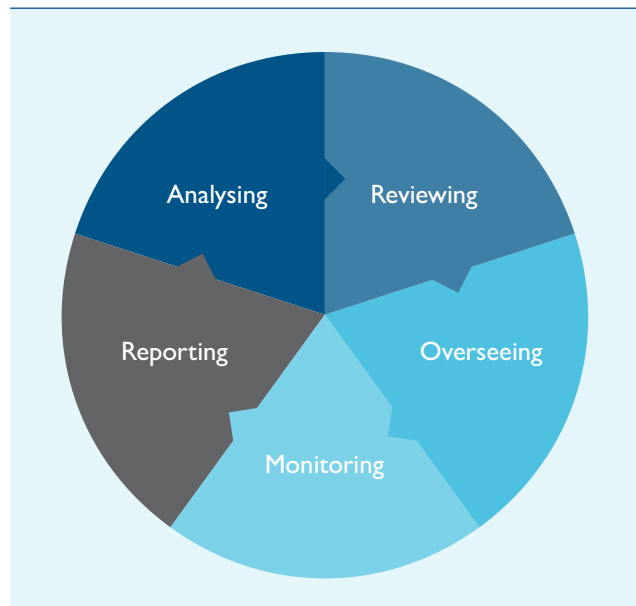 Analysing
Reviewing
Reporting
Overseeing
Monitoring